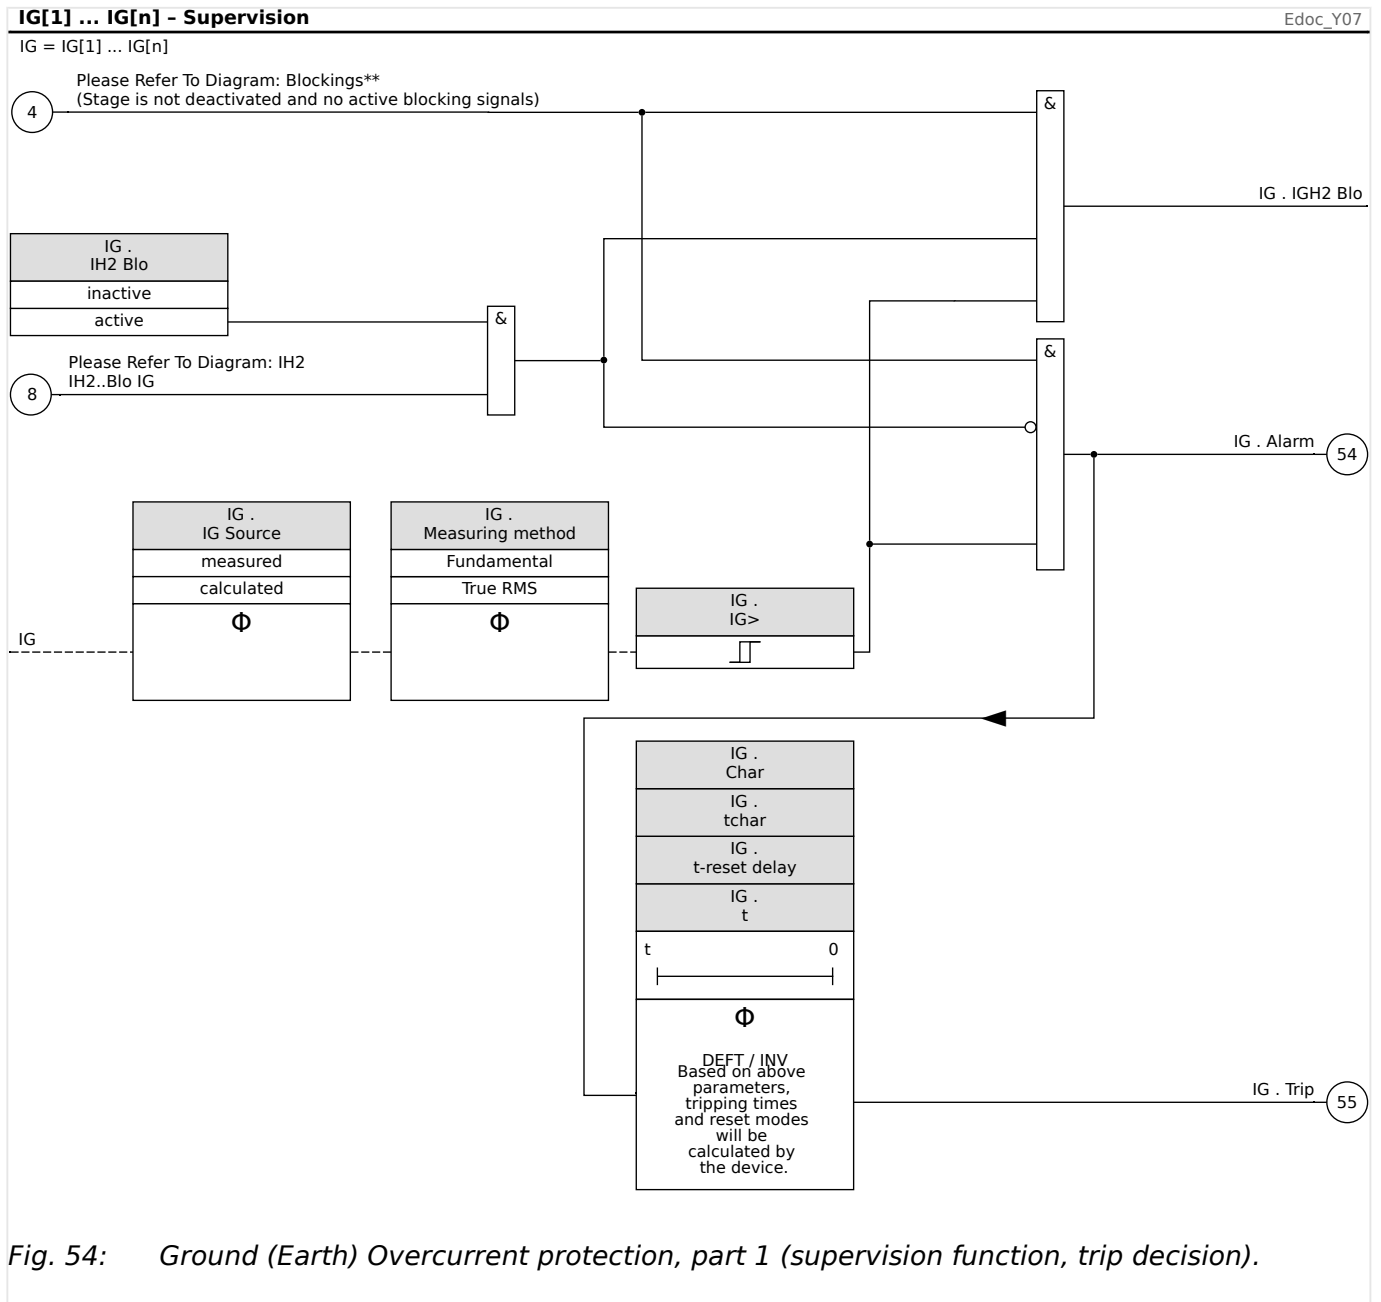 IG[1] ... IG[n] – Supervision
Edoc_Y07
IG = IG[1] ... IG[n]
Please Refer To Diagram: Blockings**
(Stage is not deactivated and no active blocking signals)
4
&
IG . IGH2 Blo
IG .
IH2 Blo
inactive
active
&
&
Please Refer To Diagram: IH2
IH2..Blo IG
8
IG . Alarm
54
IG .
IG Source
measured
calculated
Φ
IG .
Measuring method
Fundamental
True RMS
Φ
IG
IG .
IG>
IG .
Char
IG .
tchar
IG .
t-reset delay
IG .
t
t 0
Φ
DEFT / INV
Based on above
parameters,
tripping times
and reset modes
will be
calculated by
the device.
IG . Trip
55
Fig. 54: Ground (Earth) Overcurrent protection, part 1 (supervision function, trip decision).